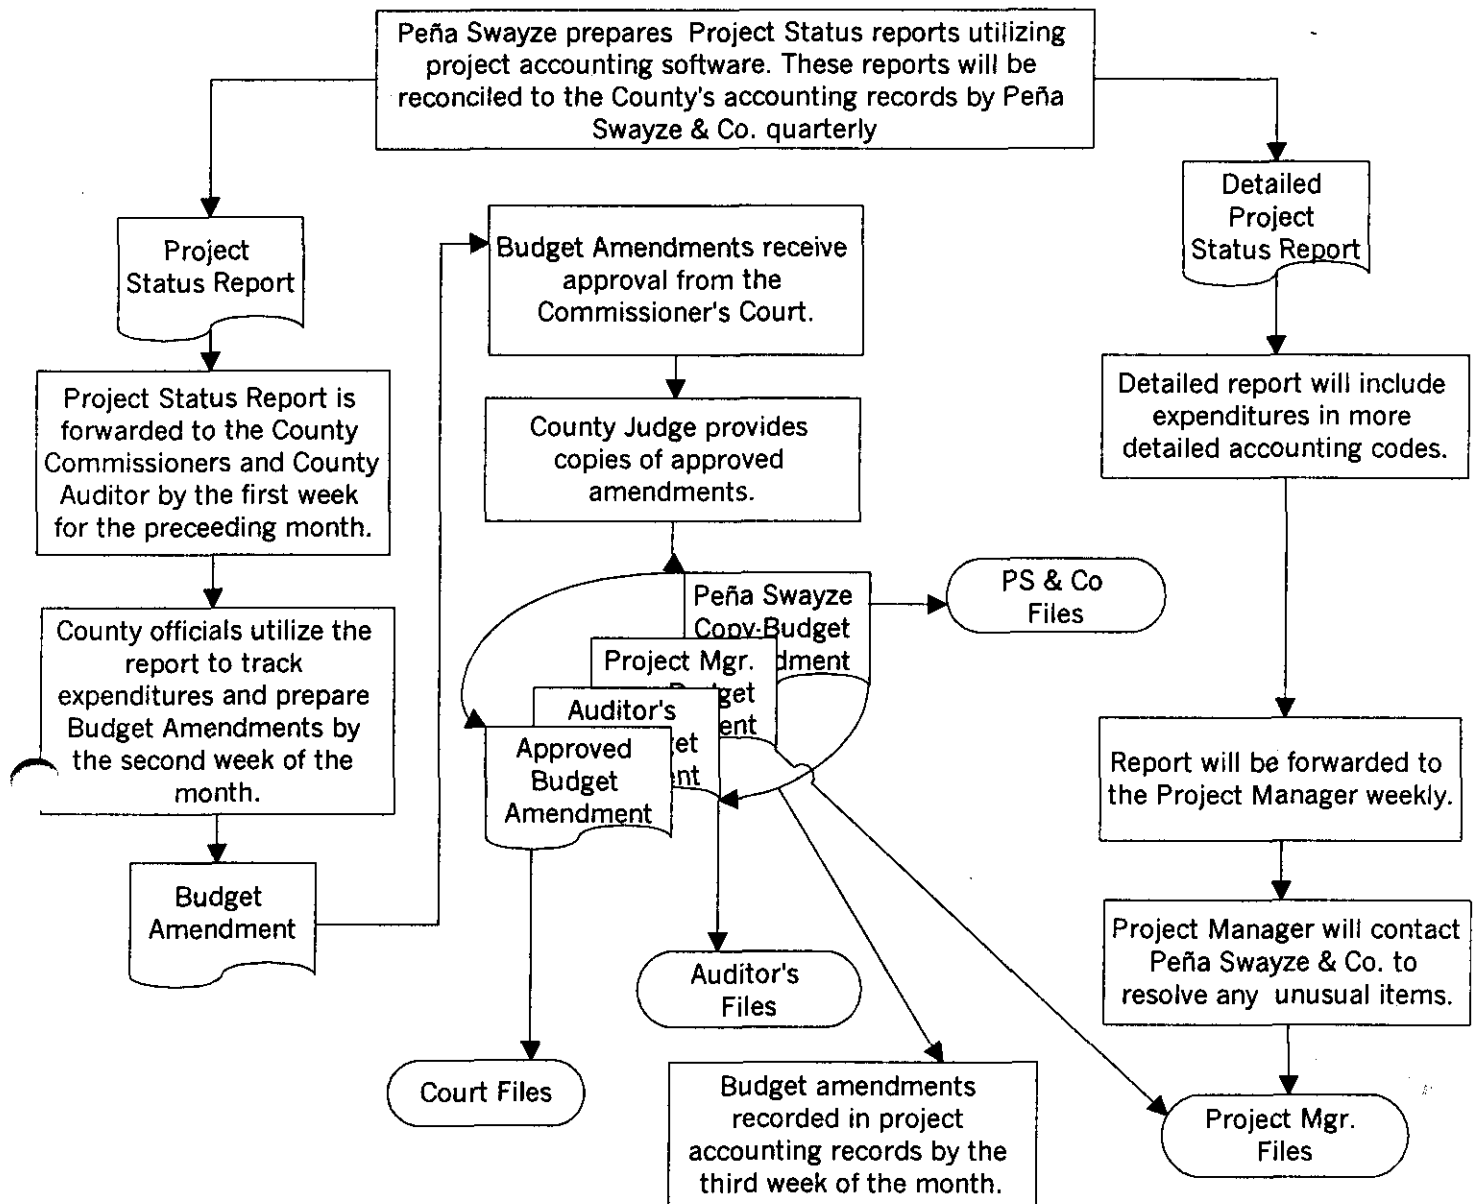 Peña Swayze prepares Project Status reports utilizing
project accounting software. These reports will be
reconciled to the County's accounting records by Peña
Swayze & Co. quarterly
Project
Status Report
Project Status Report is
forwarded to the County
Commissioners and County
Auditor by the first week
for the preceeding month.
County officials utilize the
report to track
expenditures and prepare
Budget Amendments by
the second week of the
month.
Budget
Amendment
Budget Amendments receive
approval from the
Commissioner's Court.
County Judge provides
copies of approved
amendments.
Peña Swayze
Copy-Budget
dment
Project Mgr.
get
ent
Auditor's
et
nt
Approved
Budget
Amendment
PS & Co
Files
Court Files
Auditor's
Files
Budget amendments
recorded in project
accounting records by the
third week of the month.
Detailed
Project
Status Report
Detailed report will include
expenditures in more
detailed accounting codes.
Report will be forwarded to
the Project Manager weekly.
Project Manager will contact
Peña Swayze & Co. to
resolve any unusual items.
Project Mgr.
Files